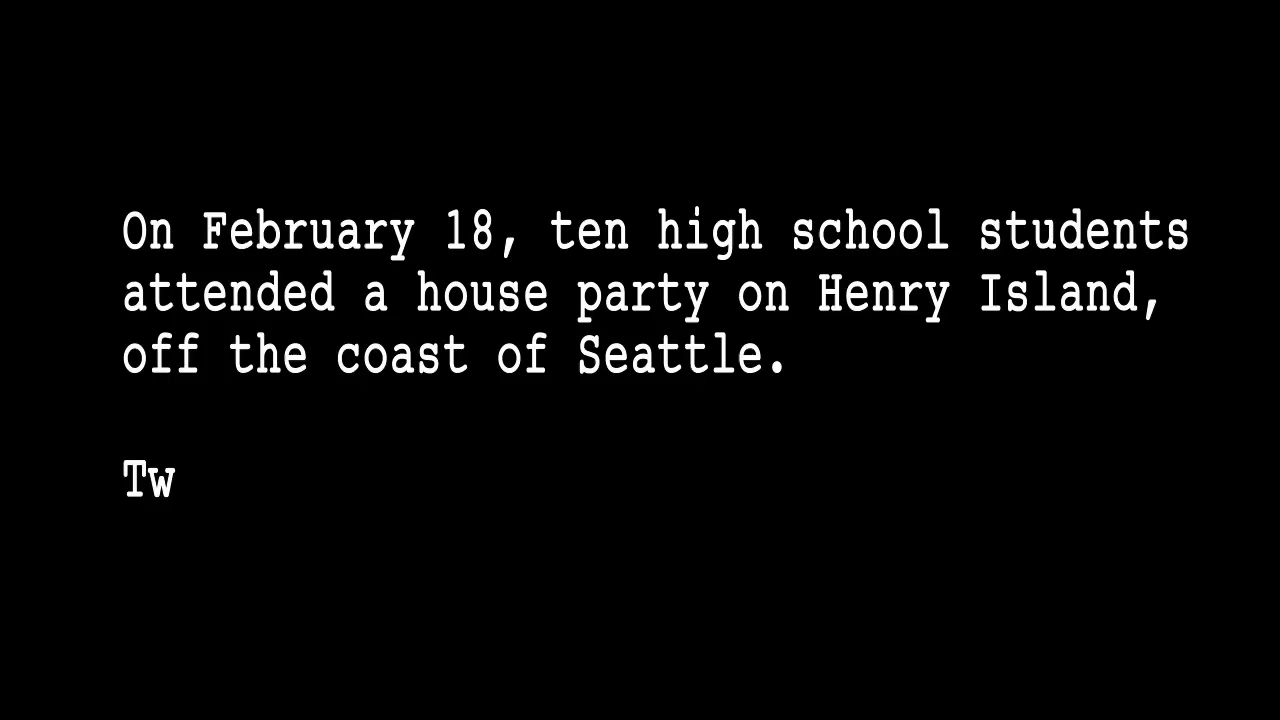 On February 18, ten high school students
attended a house party on Henry Island,
off the coast of Seattle.
Tw